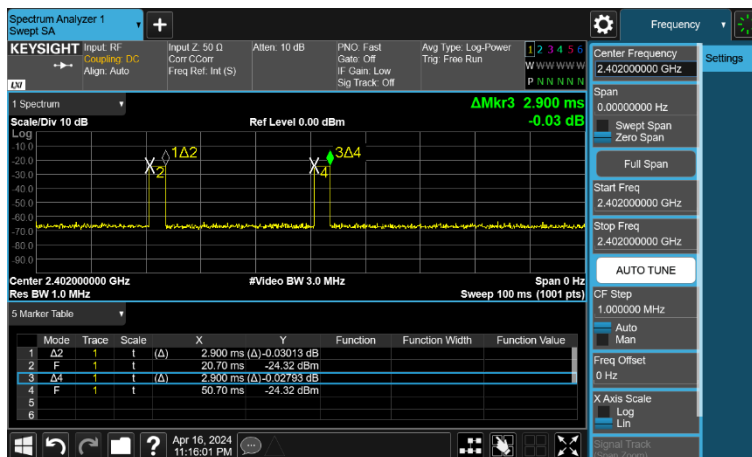 Spectrum Analyzer 1
Swept SA
Frequency
KEYSIGHT Input: RF Input Z: 50 Ω Atten: 10 dB PNO: Fast Avg Type: Log-Power 1 2 3 4 5 6
Coupling: DC Corr CCorr Gate: Off Trig: Free Run W W W W W W
Align: Auto Freq Ref: Int (S) IF Gain: Low
Sig Track: Off P N N N N N
LXI
Center Frequency
2.402000000 GHz
Settings
1 Spectrum
ΔMkr3 2.900 ms
Scale/Div 10 dB Ref Level 0.00 dBm -0.03 dB
Log
-10.0
-20.0
-30.0
-40.0
-50.0
-60.0
-70.0
-80.0
-90.0
1Δ2
2
3Δ4
4
Center 2.402000000 GHz #Video BW 3.0 MHz Span 0 Hz
Res BW 1.0 MHz Sweep 100 ms (1001 pts)
Span
0.00000000 Hz
Swept Span
Zero Span
Full Span
Start Freq
2.402000000 GHz
Stop Freq
2.402000000 GHz
AUTO TUNE
CF Step
1.000000 MHz
Auto
Man
Freq Offset
0 Hz
X Axis Scale
Log
Lin
Signal Track
(Span Zoom)
5 Marker Table
Mode Trace Scale X Y Function Function Width Function Value
1 Δ2 1 t (Δ) 2.900 ms (Δ) -0.03013 dB
2 F 1 t 20.70 ms -24.32 dBm
3 Δ4 1 t (Δ) 2.900 ms (Δ) -0.02793 dB
4 F 1 t 50.70 ms -24.32 dBm
5
6
? Apr 16, 2024
11:16:01 PM